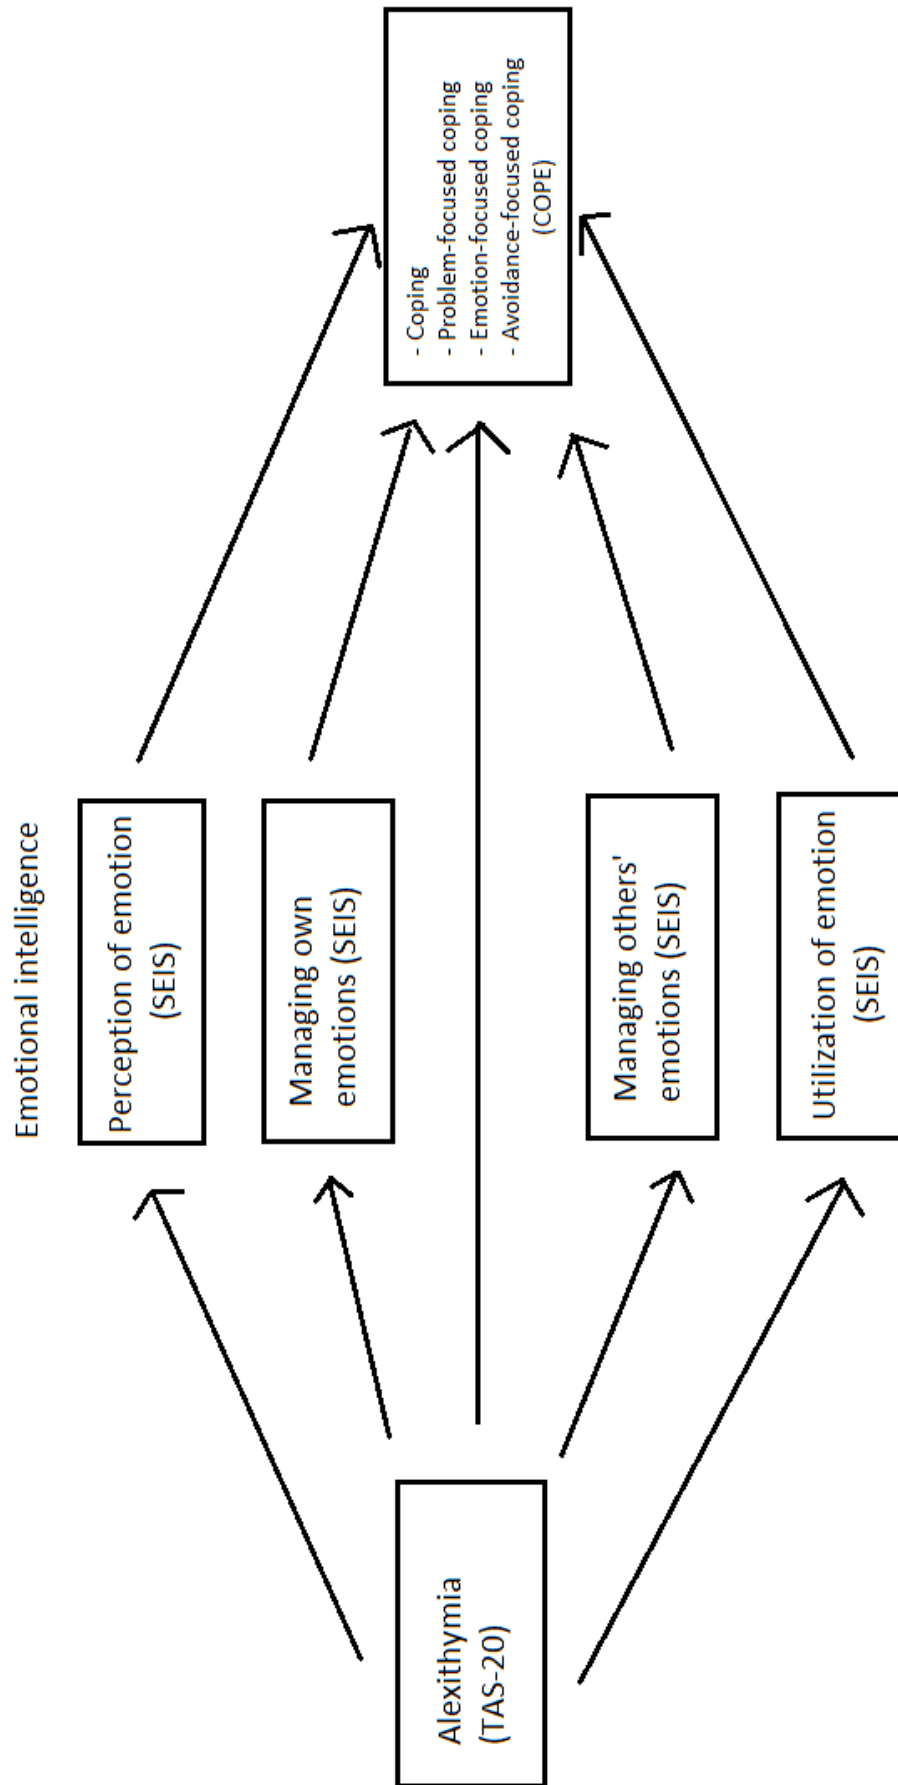 Emotional intelligence
Perception of emotion
(SEIS)
Managing own
emotions (SEIS)
Alexithymia
(TAS-20)
- Coping
- Problem-focused coping
- Emotion-focused coping
- Avoidance-focused coping
(COPE)
Managing others'
emotions (SEIS)
Utilization of emotion
(SEIS)